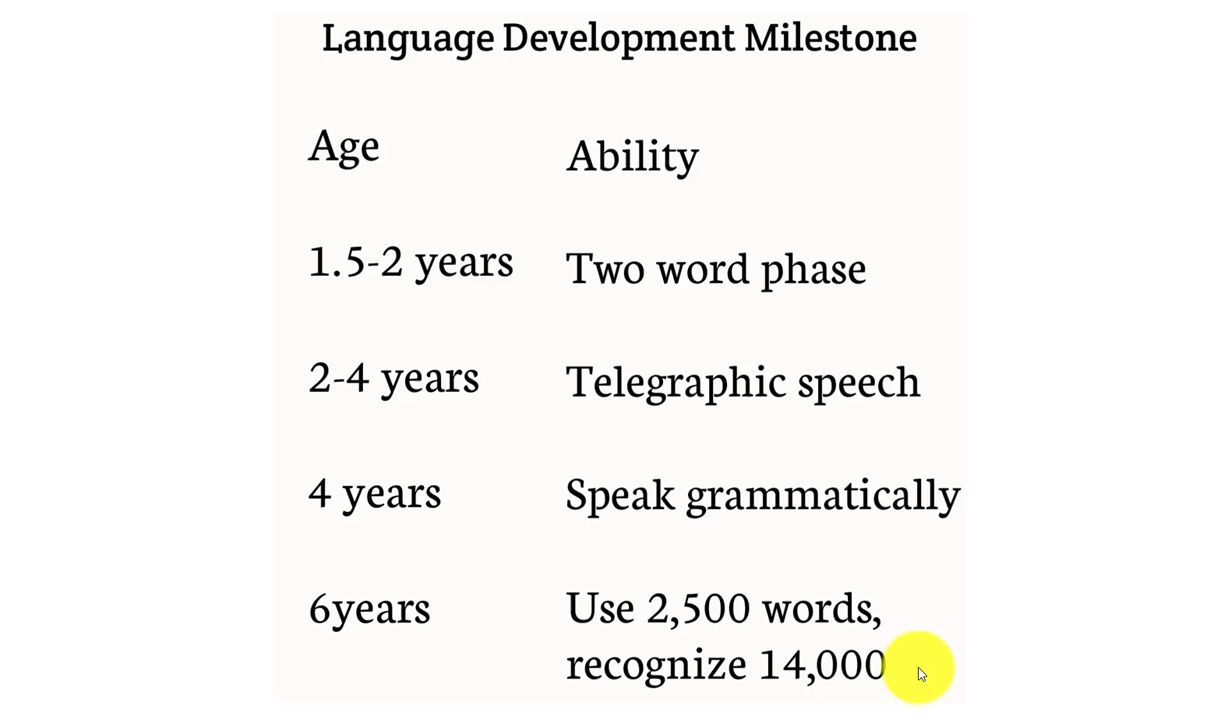 Language Development Milestone
Age
Ability
1.5-2 years
Two word phase
2-4 years
Telegraphic speech
4 years
Speak grammatically
6years
Use 2,500 words,
recognize 14,000